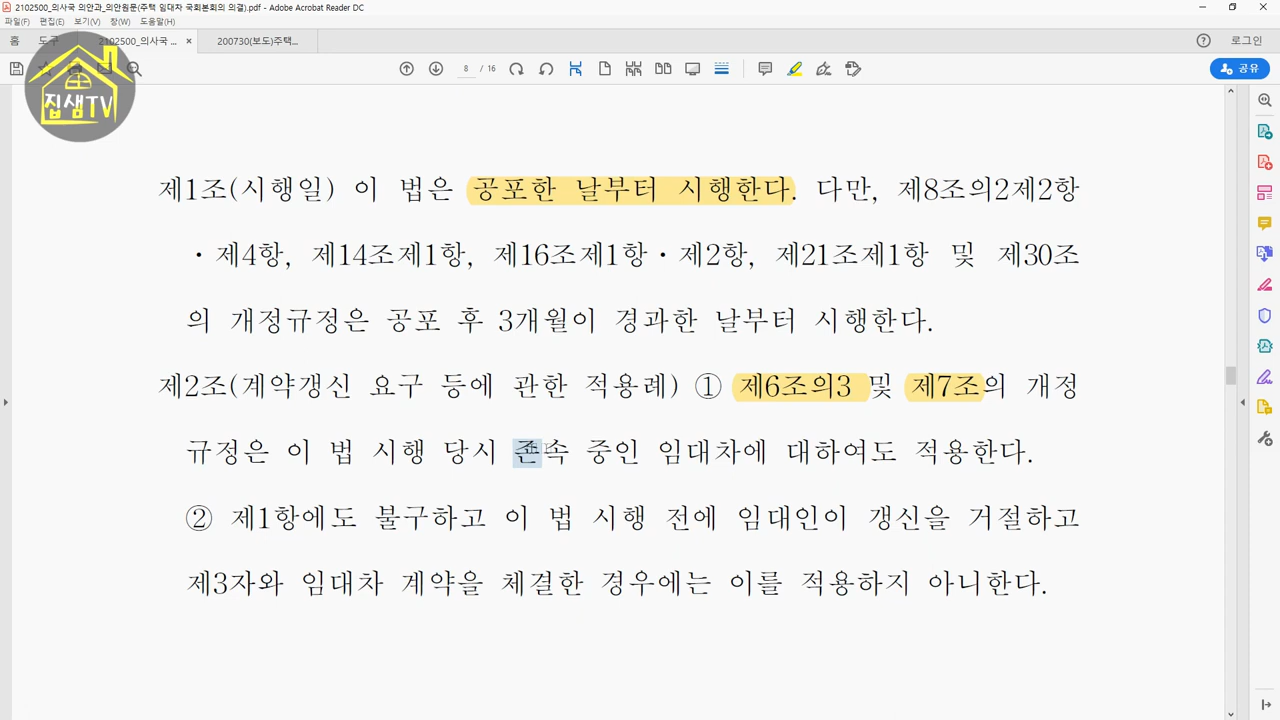 2102500_의사국 의안과_의안원문(주택 임대차 국회본회의 의결).pdf - Adobe Acrobat Reader DC
파일(F) 편집(E) 보기(V) 창(W) 도움말(H)
홈 도구 2102500_의사국 ... × 200730(보도)주택... 로그인
8 / 16 공유
집샘TV
제1조(시행일) 이 법은 공포한 날부터 시행한다. 다만, 제8조의2제2항
ㆍ제4항, 제14조제1항, 제16조제1항ㆍ제2항, 제21조제1항 및 제30조
의 개정규정은 공포 후 3개월이 경과한 날부터 시행한다.
제2조(계약갱신 요구 등에 관한 적용례) ① 제6조의3 및 제7조의 개정
규정은 이 법 시행 당시 존속 중인 임대차에 대하여도 적용한다.
② 제1항에도 불구하고 이 법 시행 전에 임대인이 갱신을 거절하고
제3자와 임대차 계약을 체결한 경우에는 이를 적용하지 아니한다.